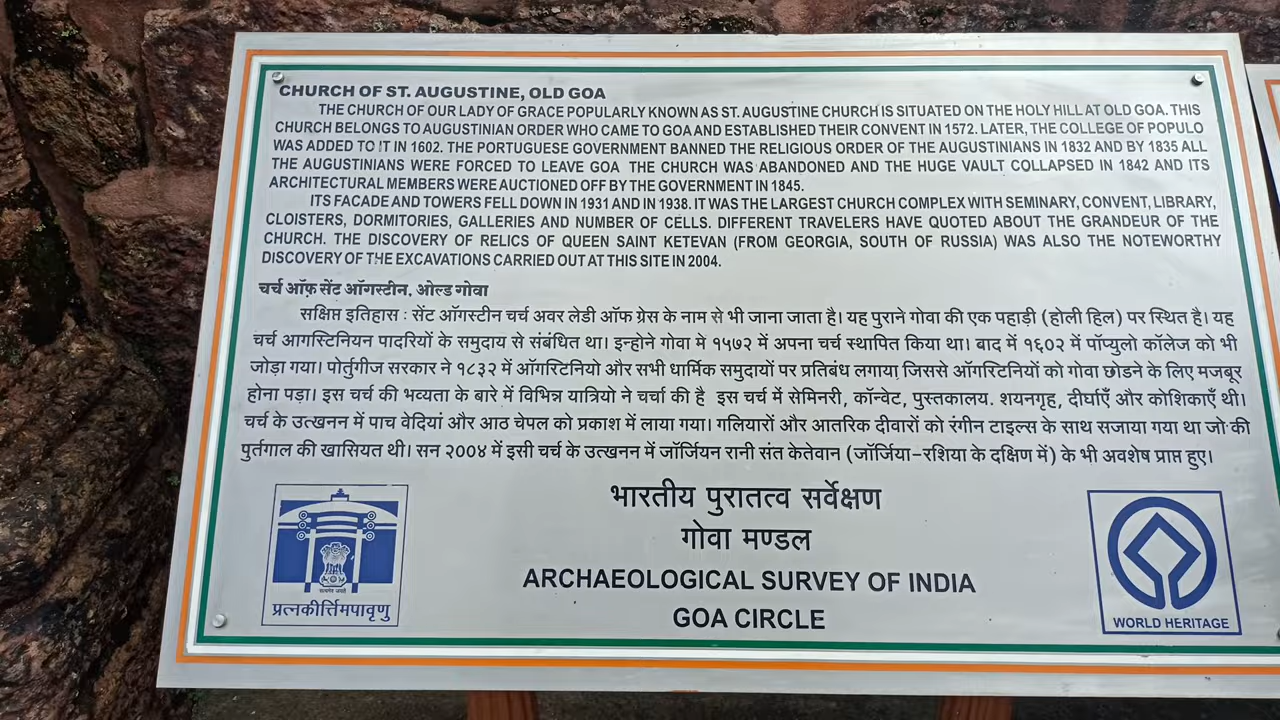 CHURCH OF ST. AUGUSTINE, OLD GOA
THE CHURCH OF OUR LADY OF GRACE POPULARLY KNOWN AS ST. AUGUSTINE CHURCH IS SITUATED ON THE HOLY HILL AT OLD GOA. THIS
CHURCH BELONGS TO AUGUSTINIAN ORDER WHO CAME TO GOA AND ESTABLISHED THEIR CONVENT IN 1572. LATER, THE COLLEGE OF POPULO
WAS ADDED TO IT IN 1602. THE PORTUGUESE GOVERNMENT BANNED THE RELIGIOUS ORDER OF THE AUGUSTINIANS IN 1832 AND BY 1835 ALL
THE AUGUSTINIANS WERE FORCED TO LEAVE GOA THE CHURCH WAS ABANDONED AND THE HUGE VAULT COLLAPSED IN 1842 AND ITS
ARCHITECTURAL MEMBERS WERE AUCTIONED OFF BY THE GOVERNMENT IN 1845.
ITS FACADE AND TOWERS FELL DOWN IN 1931 AND IN 1938. IT WAS THE LARGEST CHURCH COMPLEX WITH SEMINARY, CONVENT, LIBRARY,
CLOISTERS, DORMITORIES, GALLERIES AND NUMBER OF CELLS. DIFFERENT TRAVELERS HAVE QUOTED ABOUT THE GRANDEUR OF THE
CHURCH. THE DISCOVERY OF RELICS OF QUEEN SAINT KETEVAN (FROM GEORGIA, SOUTH OF RUSSIA) WAS ALSO THE NOTEWORTHY
DISCOVERY OF THE EXCAVATIONS CARRIED OUT AT THIS SITE IN 2004.
चर्च ऑफ़ सेंट ऑगस्टीन, ओल्ड गोवा
सक्षिप्त इतिहास : सेंट ऑगस्टीन चर्च अवर लेडी ऑफ ग्रेस के नाम से भी जाना जाता है। यह पुराने गोवा की एक पहाड़ी (होली हिल) पर स्थित है। यह
चर्च आगस्टिनियन पादरियों के समुदाय से संबंधित था। इन्होने गोवा मे १५७२ में अपना चर्च स्थापित किया था। बाद में १६०२ में पॉप्युलो कॉलेज को भी
जोड़ा गया। पोर्तुगीज सरकार ने १८३२ में ऑगस्टिनियो और सभी धार्मिक समुदायों पर प्रतिबंध लगाया जिससे ऑगस्टिनियों को गोवा छोडने के लिए मजबूर
होना पड़ा। इस चर्च की भव्यता के बारे में विभिन्न यात्रियो ने चर्चा की है इस चर्च में सेमिनरी, कॉन्वेट, पुस्तकालय. शयनगृह, दीर्घाएँ और कोशिकाएँ थी।
चर्च के उत्खनन में पाच वेदियां और आठ चेपल को प्रकाश में लाया गया। गलियारों और आतरिक दीवारों को रंगीन टाइल्स के साथ सजाया गया था जो की
पुर्तगाल की खासियत थी। सन २००४ में इसी चर्च के उत्खनन में जॉर्जियन रानी संत केतेवान (जॉर्जिया-रशिया के दक्षिण में) के भी अवशेष प्राप्त हुए।
भारतीय पुरातत्व सर्वेक्षण
गोवा मण्डल
ARCHAEOLOGICAL SURVEY OF INDIA
GOA CIRCLE
सत्यमेव जयते
प्रत्नकीर्त्तिमपावृणु
WORLD HERITAGE